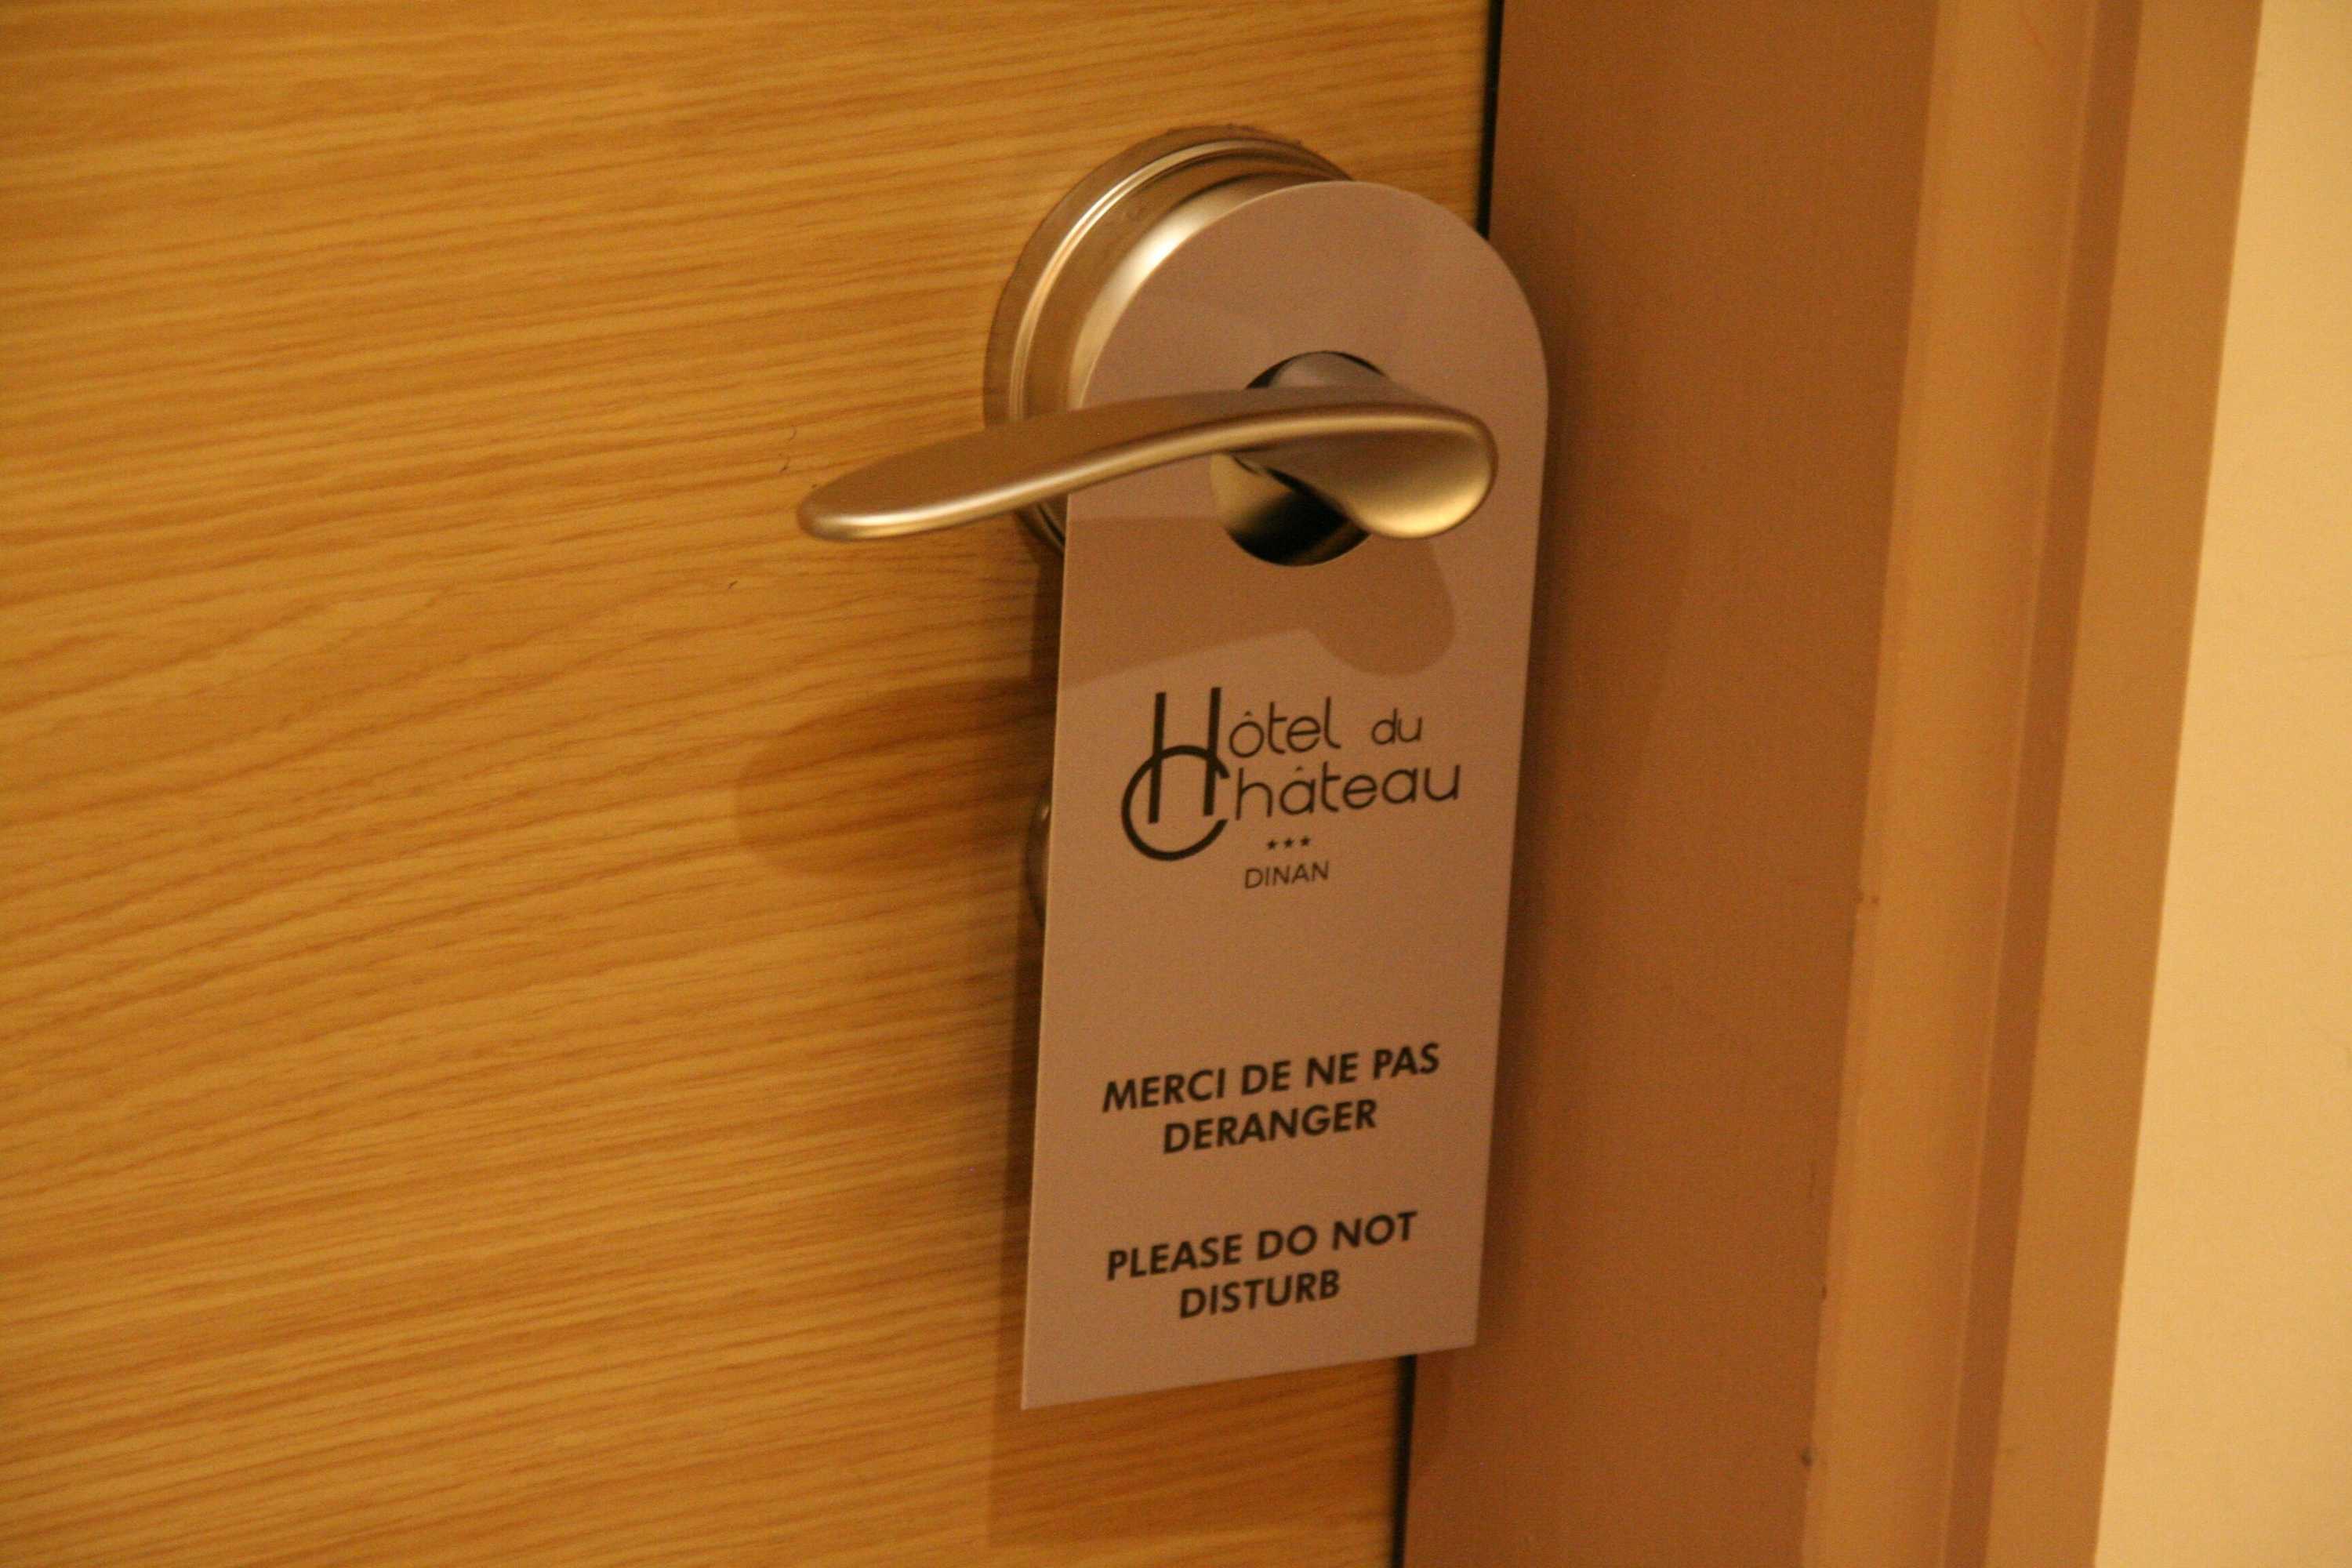 Hôtel du
Château
★★★
DINAN
MERCI DE NE PAS
DERANGER
PLEASE DO NOT
DISTURB